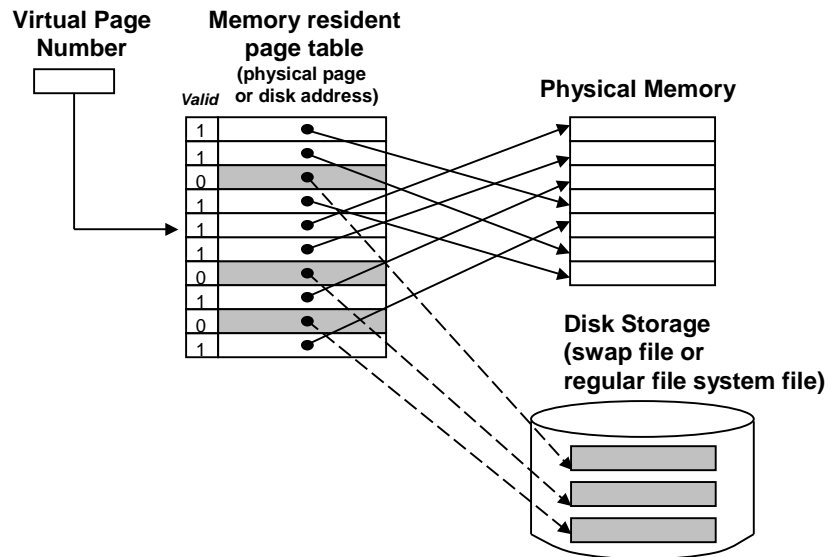 Virtual Page
Number
Memory resident
page table
(physical page
or disk address)
Valid
1
1
0
1
1
1
0
1
0
1
Physical Memory
Disk Storage
(swap file or
regular file system file)